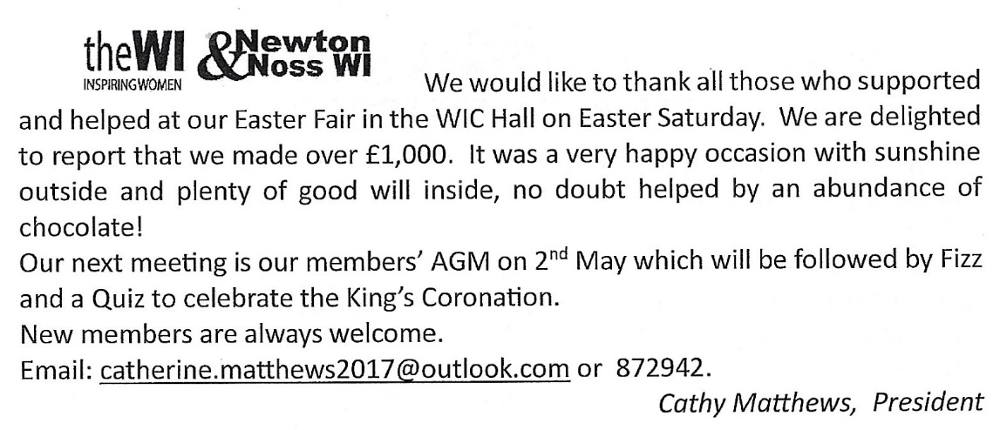 theWI
INSPIRING WOMEN
& Newton
Noss WI
We would like to thank all those who supported
and helped at our Easter Fair in the WIC Hall on Easter Saturday. We are delighted
to report that we made over £1,000. It was a very happy occasion with sunshine
outside and plenty of good will inside, no doubt helped by an abundance of
chocolate!
Our next meeting is our members’ AGM on 2nd May which will be followed by Fizz
and a Quiz to celebrate the King’s Coronation.
New members are always welcome.
Email: catherine.matthews2017@outlook.com or 872942.
Cathy Matthews, President